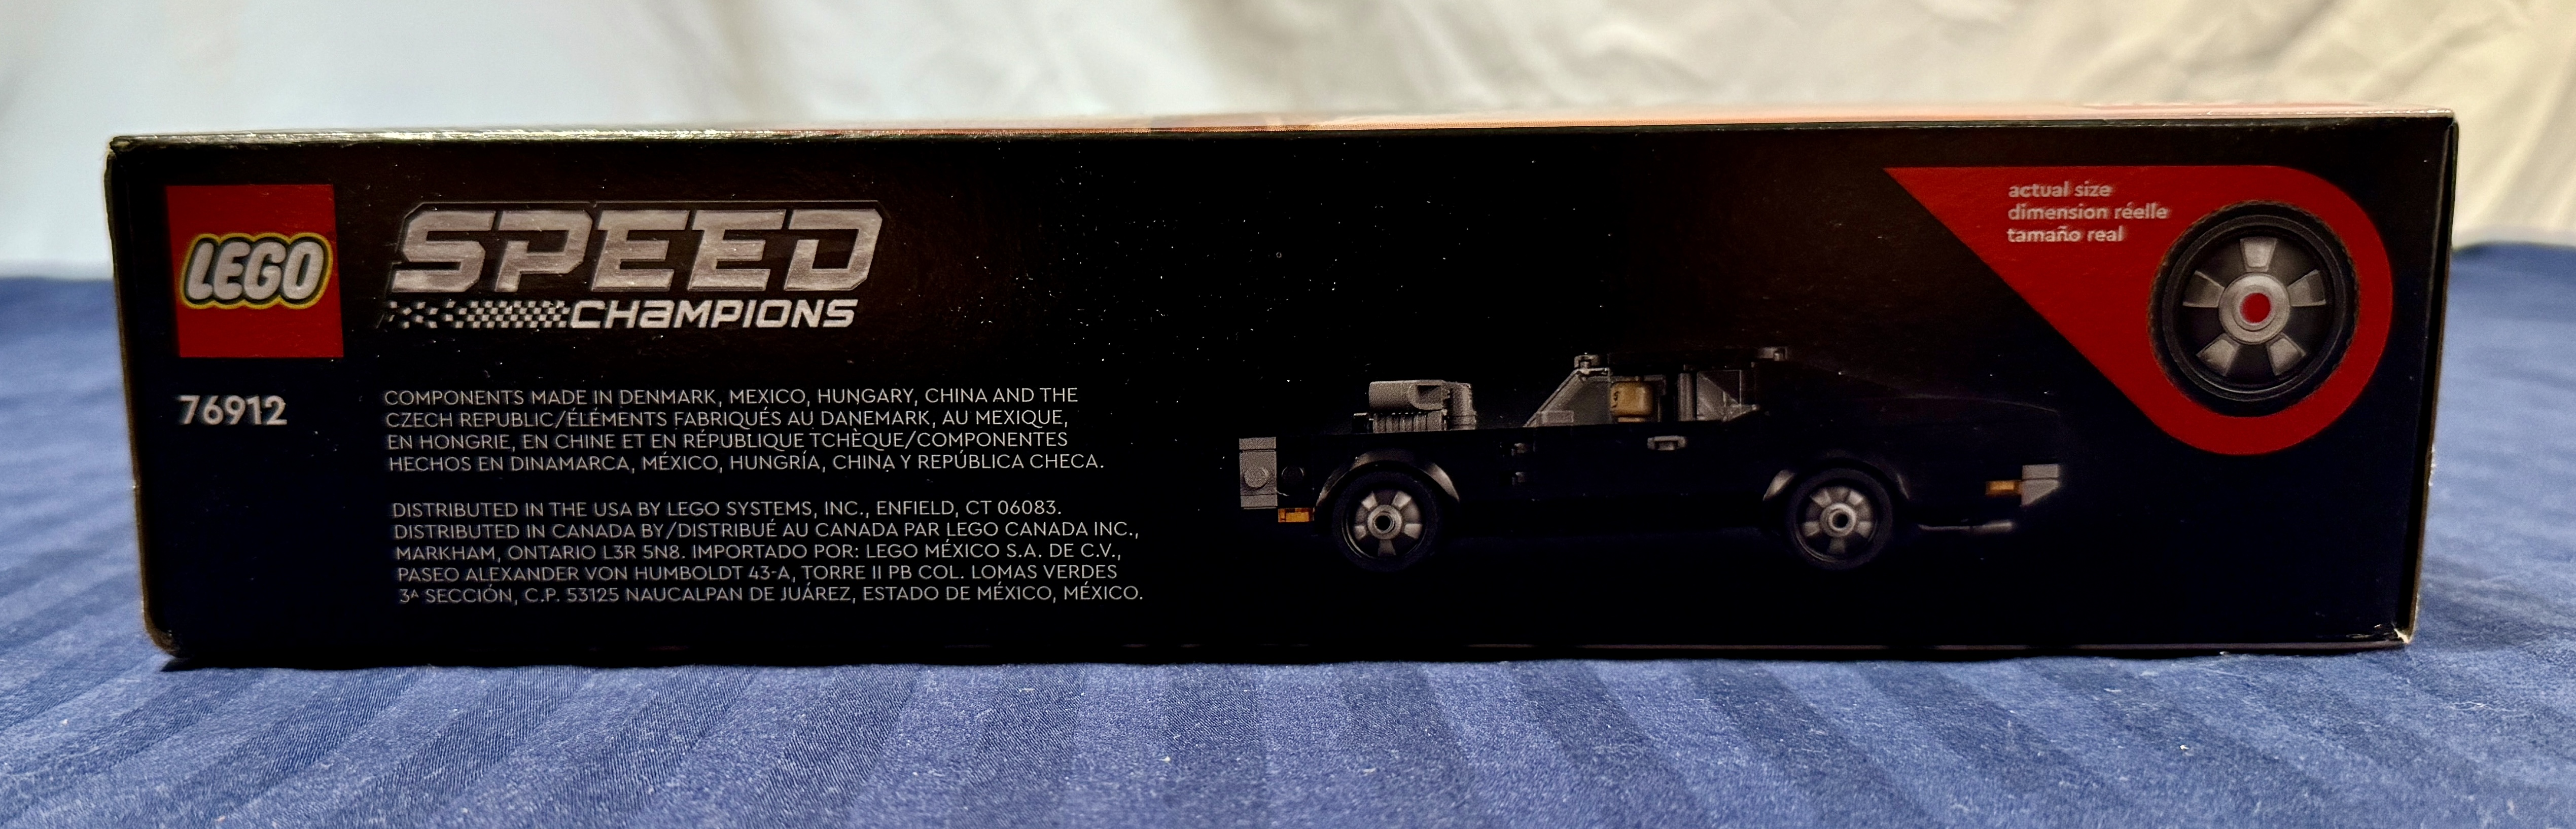 LEGO
SPEED
CHAMPIONS
76912
COMPONENTS MADE IN DENMARK, MEXICO, HUNGARY, CHINA AND THE
CZECH REPUBLIC/ÉLÉMENTS FABRIQUÉS AU DANEMARK, AU MEXIQUE,
EN HONGRIE, EN CHINE ET EN RÉPUBLIQUE TCHÈQUE/COMPONENTES
HECHOS EN DINAMARCA, MÉXICO, HUNGRÍA, CHINA Y REPÚBLICA CHECA.
DISTRIBUTED IN THE USA BY LEGO SYSTEMS, INC., ENFIELD, CT 06083.
DISTRIBUTED IN CANADA BY/DISTRIBUÉ AU CANADA PAR LEGO CANADA INC.,
MARKHAM, ONTARIO L3R 5N8. IMPORTADO POR: LEGO MÉXICO S.A. DE C.V.,
PASEO ALEXANDER VON HUMBOLDT 43-A, TORRE II PB COL. LOMAS VERDES
3ᴬ SECCIÓN, C.P. 53125 NAUCALPAN DE JUÁREZ, ESTADO DE MÉXICO, MÉXICO.
actual size
dimension réelle
tamaño real